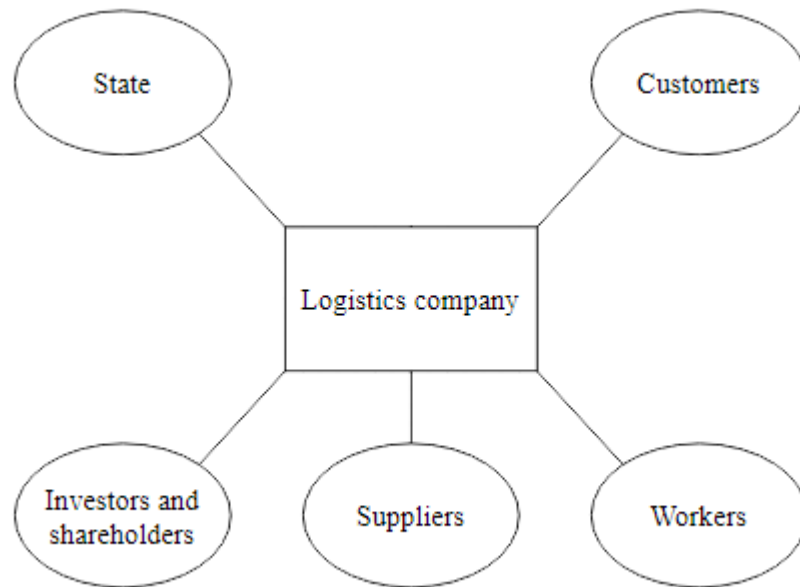 State
Customers
Logistics company
Investors and
shareholders
Suppliers
Workers